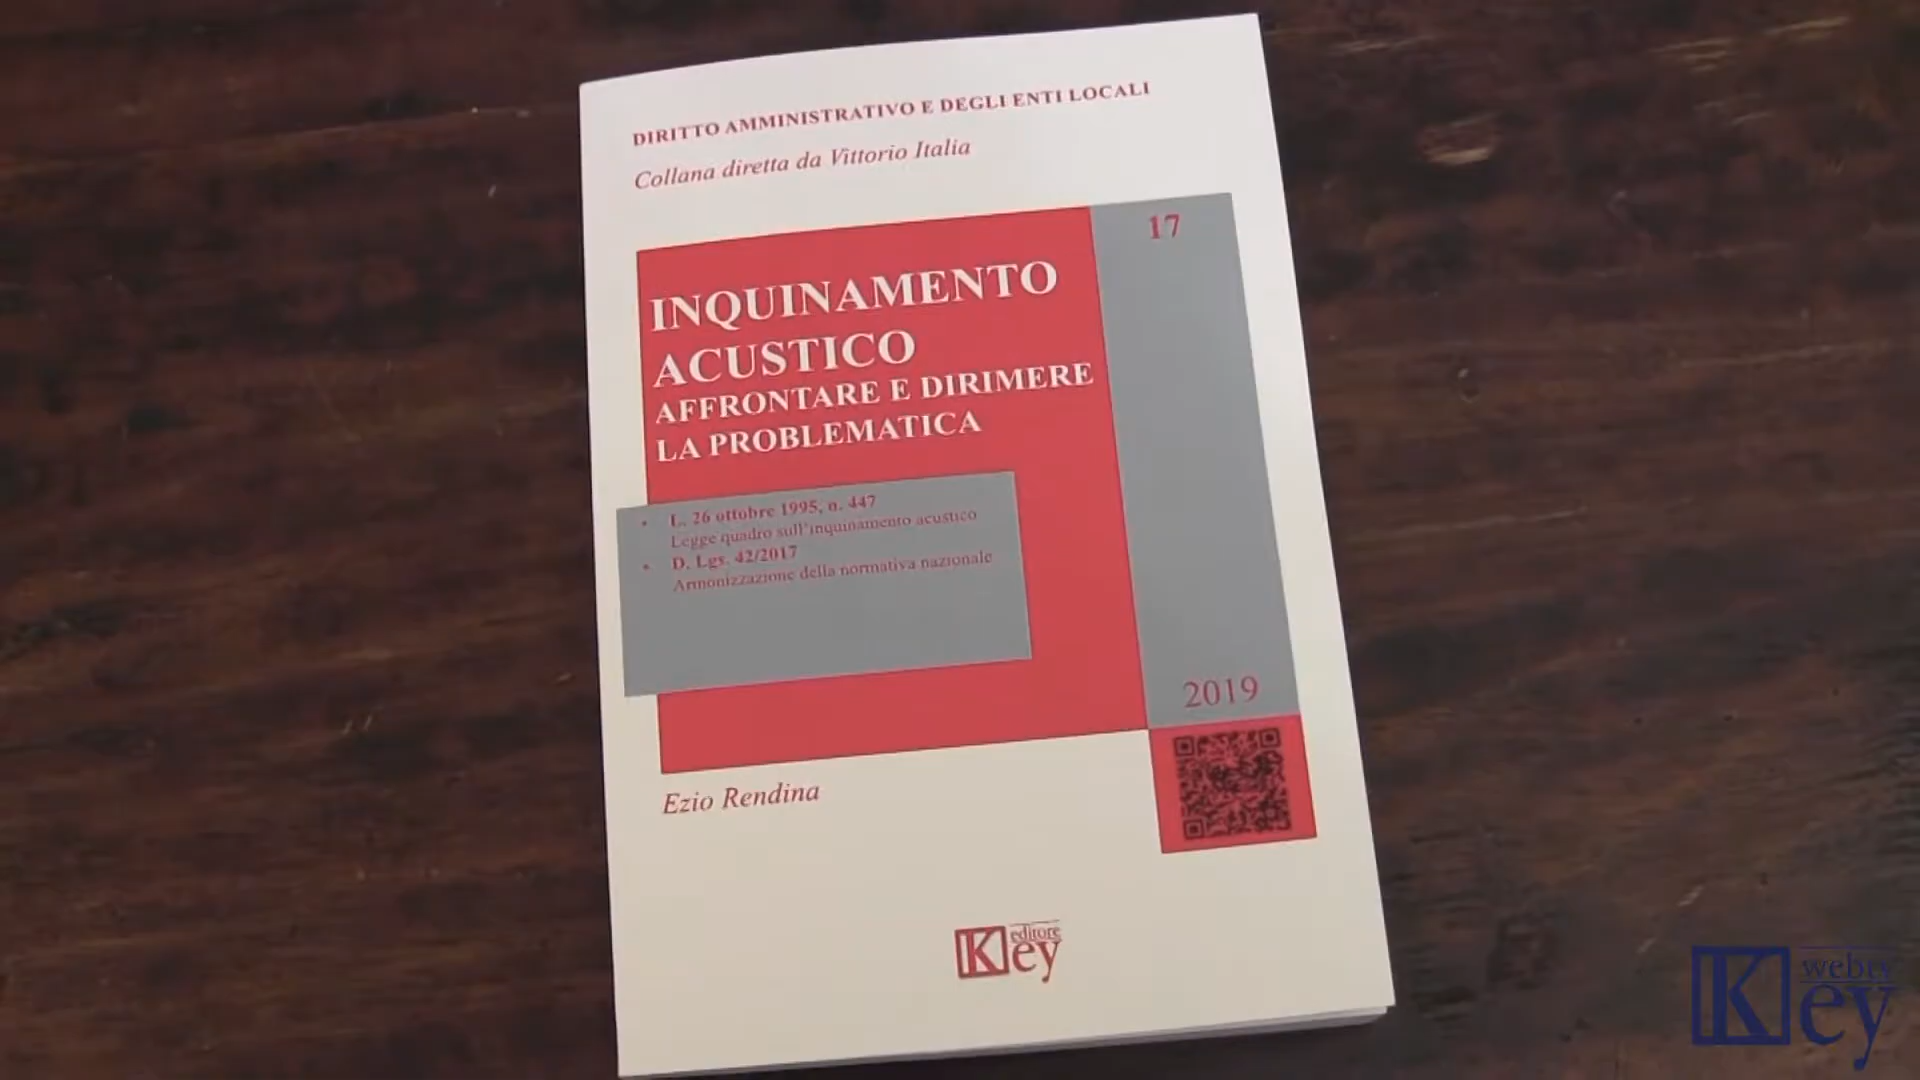 DIRITTO AMMINISTRATIVO E DEGLI ENTI LOCALI
Collana diretta da Vittorio Italia
17
INQUINAMENTO
ACUSTICO
AFFRONTARE E DIRIMERE
LA PROBLEMATICA
• L. 26 ottobre 1995, n. 447
Legge quadro sull'inquinamento acustico
• D. Lgs. 42/2017
Armonizzazione della normativa nazionale
2019
Ezio Rendina
Key editore
Key webtv